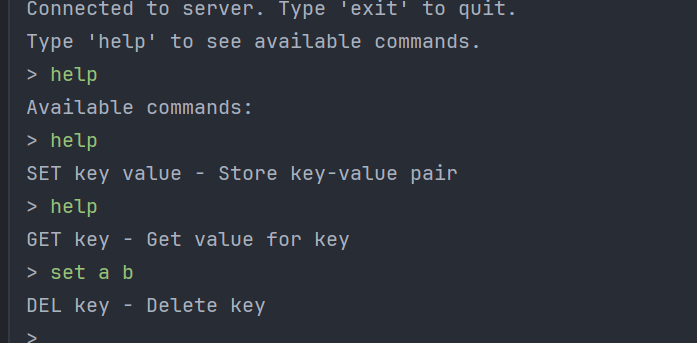 Connected to server. Type 'exit' to quit.
Type 'help' to see available commands.
> help
Available commands:
> help
SET key value - Store key-value pair
> help
GET key - Get value for key
> set a b
DEL key - Delete key
>